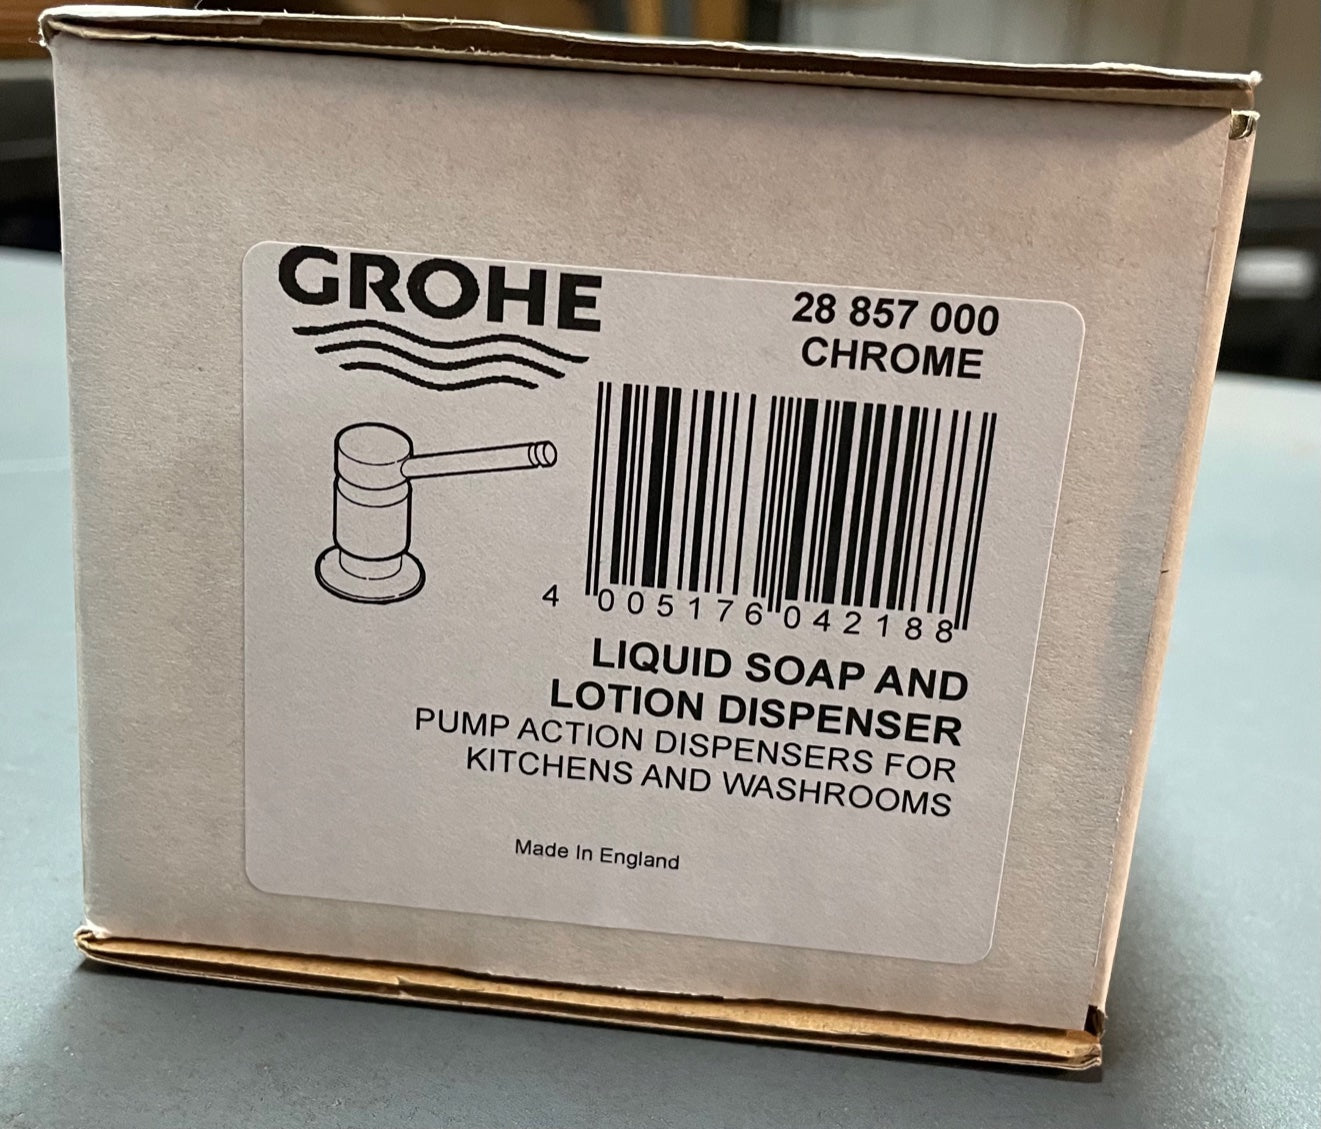 GROHE
28 857 000
CHROME
4 005176 042188
LIQUID SOAP AND
LOTION DISPENSER
PUMP ACTION DISPENSERS FOR
KITCHENS AND WASHROOMS
Made In England